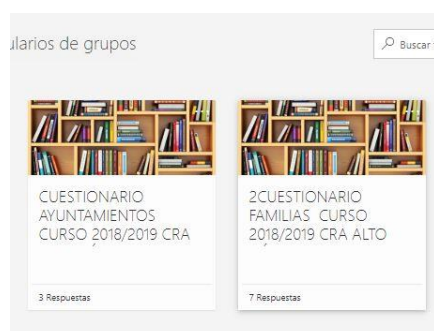 ularios de grupos
Buscar
CUESTIONARIO
AYUNTAMIENTOS
CURSO 2018/2019 CRA
3 Respuestas
2CUESTIONARIO
FAMILIAS CURSO
2018/2019 CRA ALTO
7 Respuestas